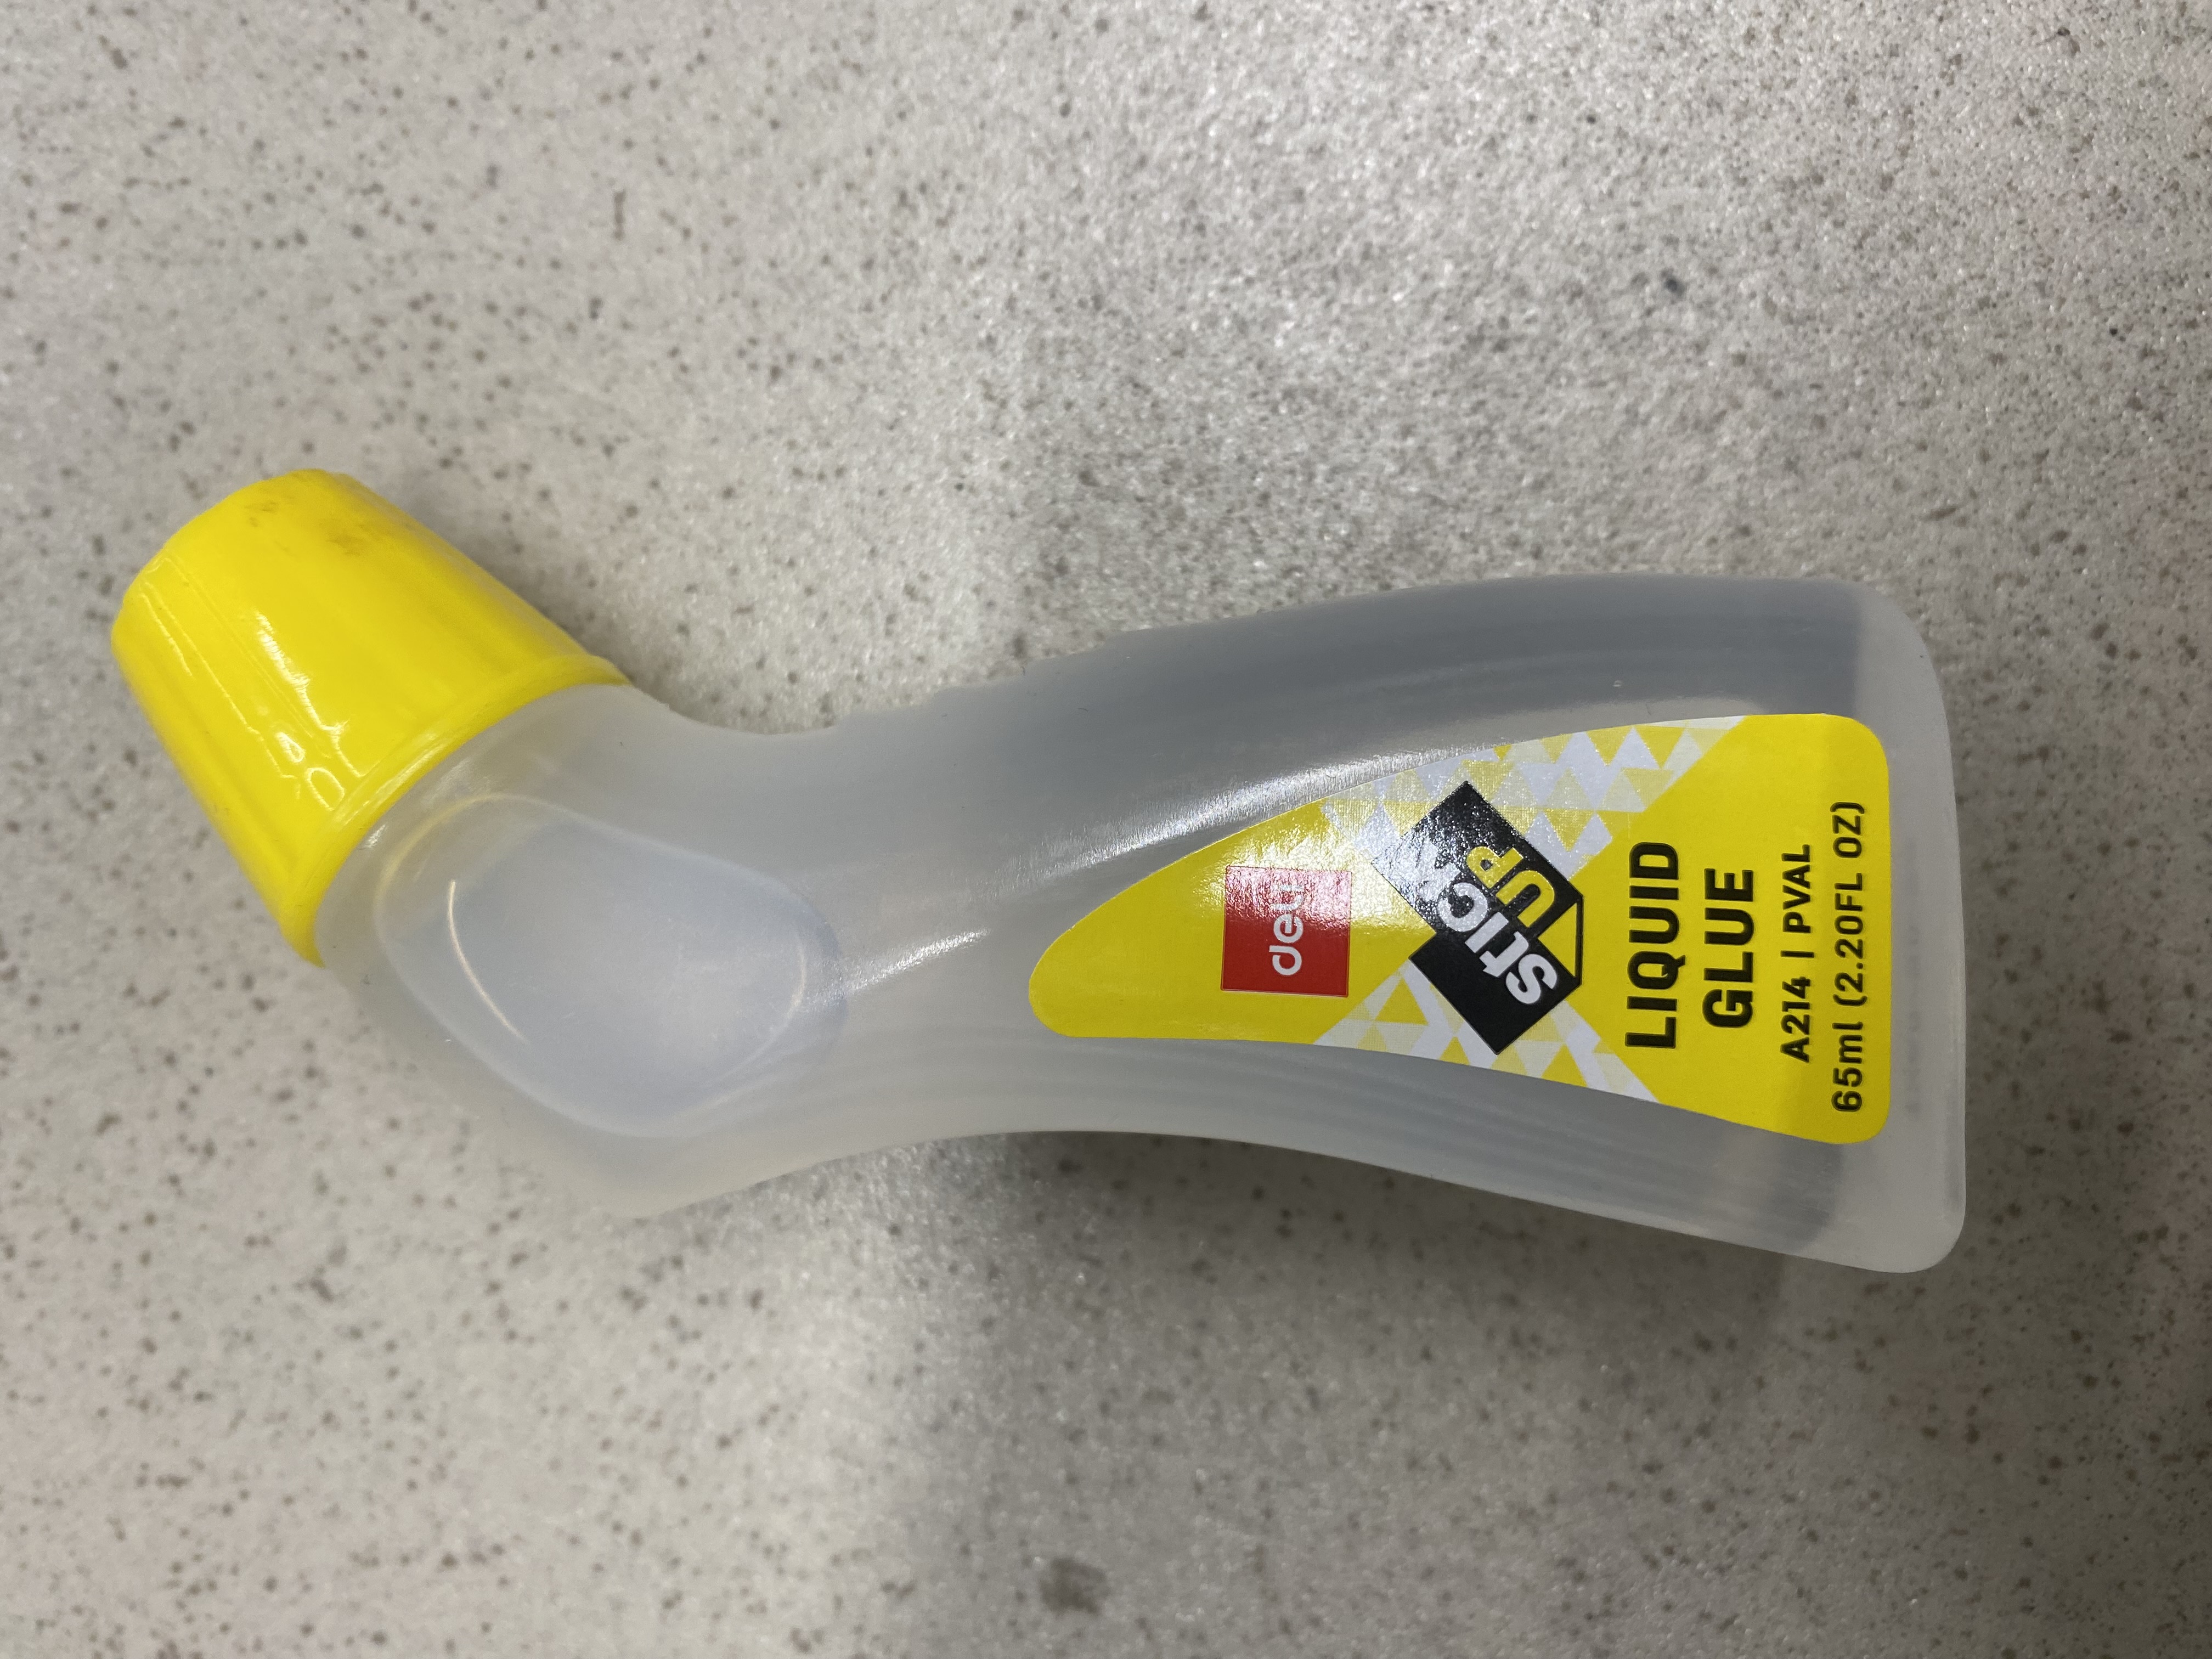 deli
STICK
UP
LIQUID
GLUE
A214 | PVAL
65ml (2.20FL OZ)